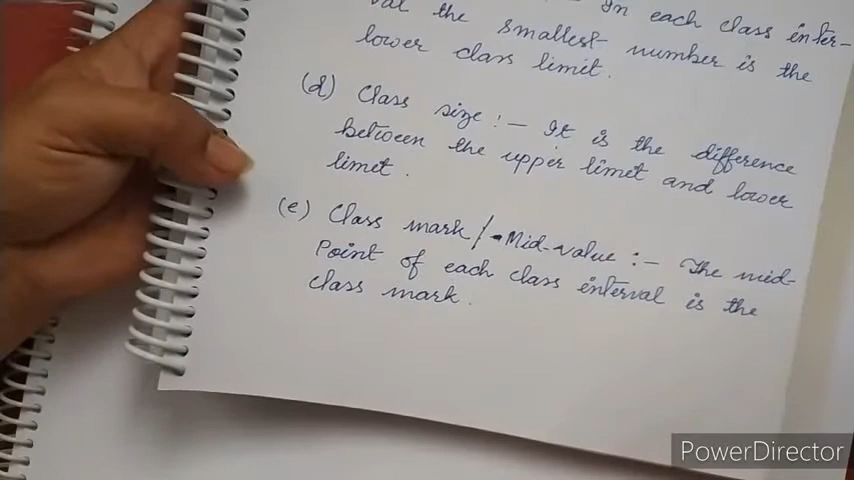 In each class inter-
val the smallest number is the
lower class limit.
(d) Class size :- It is the difference
between the upper limit and lower
limit.
(e) Class mark / Mid-value :- The mid-
Point of each class interval is the
class mark.
PowerDirector